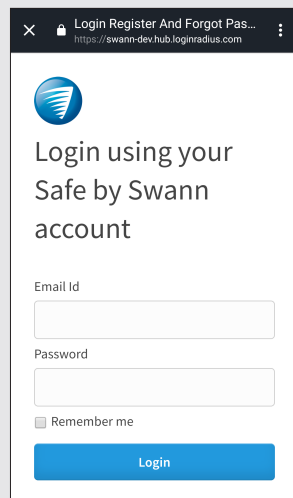 Login Register And Forgot Pas...
https://swann-dev.hub.loginradius.com
Login using your
Safe by Swann
account
Email Id
Password
Remember me
Login